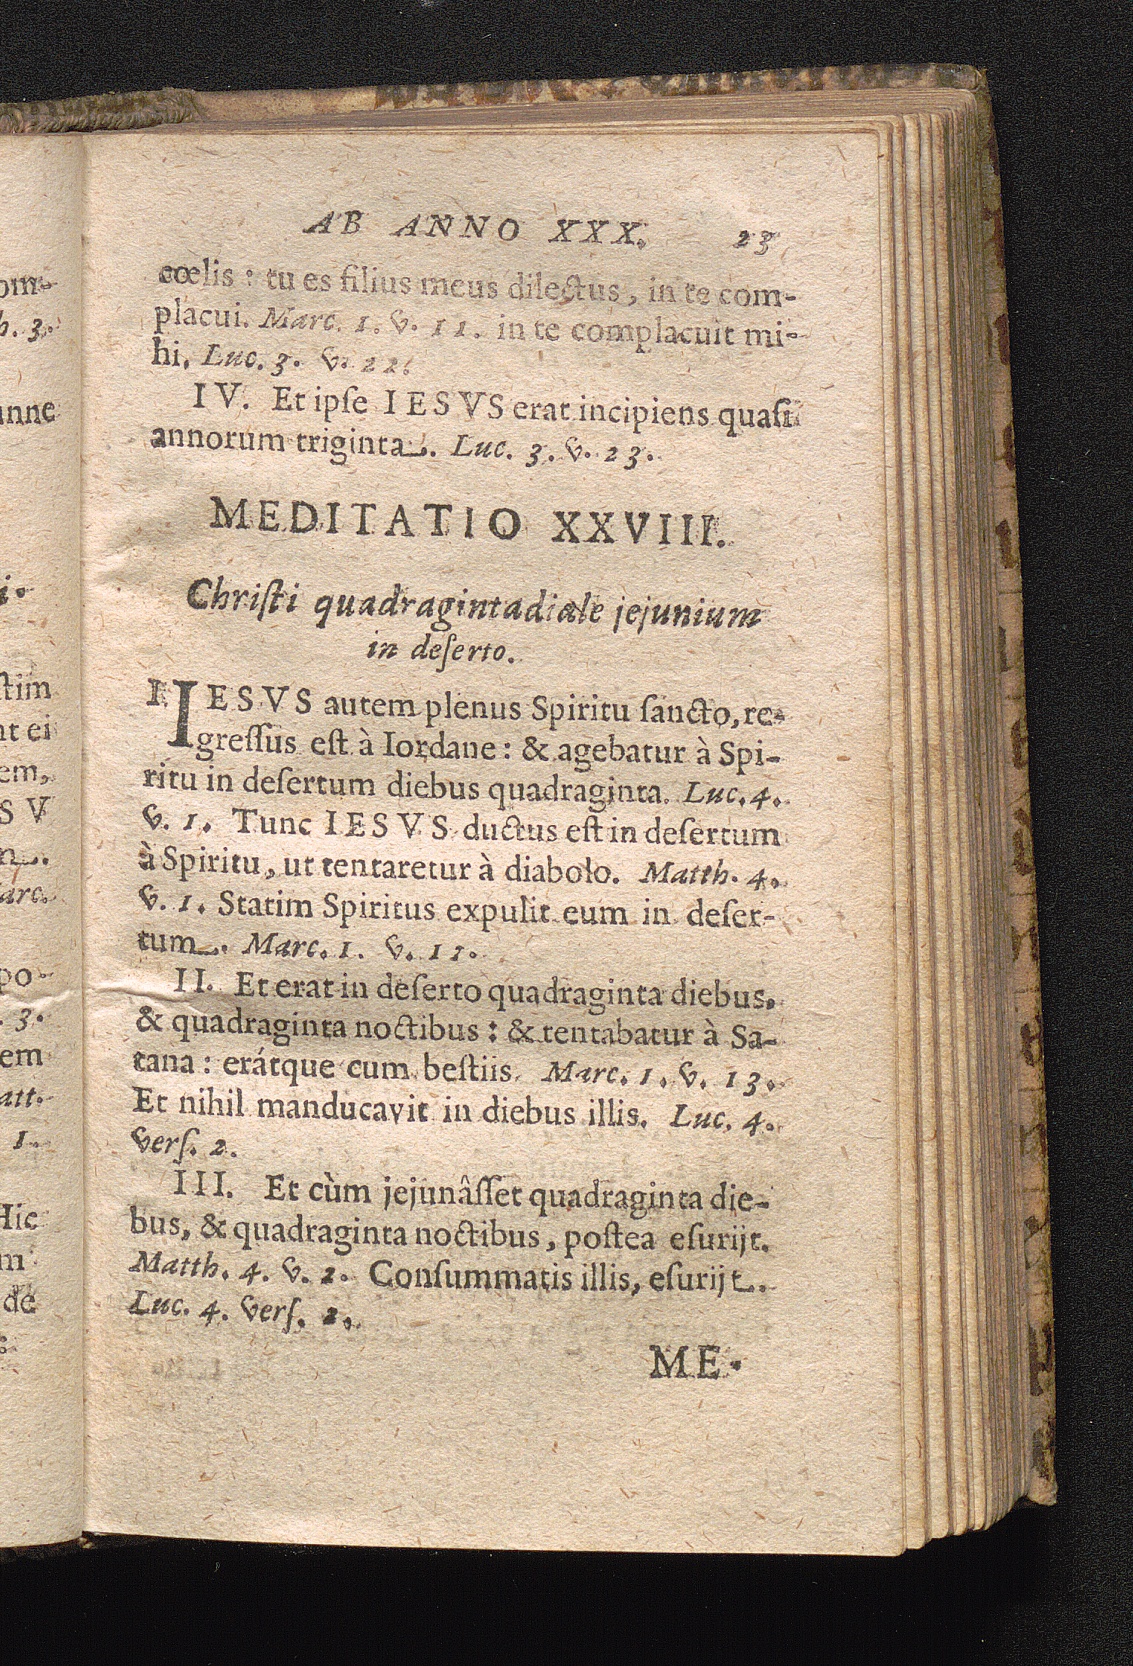 AB ANNO XXX. 23
cœlis : tu es filius meus dilectus, in te com-
placui. Marc. 1. v. 11. in te complacuit mi-
hi. Luc. 3. v. 22.
IV. Et ipſe IESVS erat incipiens quaſi
annorum triginta. Luc. 3. v. 23.
MEDITATIO XXVIII.
Chriſti quadragintadiale jejunium
in deſerto.
I. IESVS autem plenus Spiritu ſancto, re-
greſſus eſt à Iordane : & agebatur à Spi-
ritu in deſertum diebus quadraginta. Luc. 4.
v. 1. Tunc IESVS ductus eſt in deſertum
à Spiritu, ut tentaretur à diabolo. Matth. 4.
v. 1. Statim Spiritus expulit eum in deſer-
tum. Marc. 1. v. 11.
II. Et erat in deſerto quadraginta diebus,
& quadraginta noctibus : & tentabatur à Sa-
tana : erátque cum beſtiis. Marc. 1. v. 13.
Et nihil manducavit in diebus illis. Luc. 4.
verſ. 2.
III. Et cùm jejunâſſet quadraginta die-
bus, & quadraginta noctibus, poſtea eſurijt.
Matth. 4. v. 2. Conſummatis illis, eſurijt.
Luc. 4. verſ. 2.
ME-